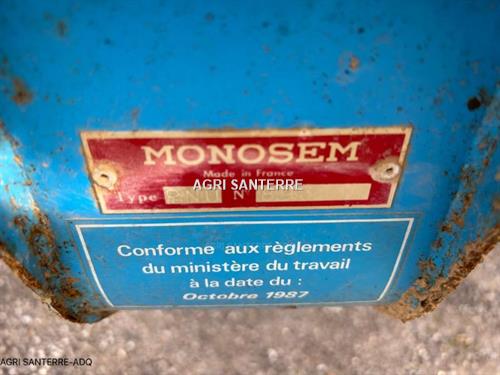 MONOSEM
Made in France
AGRI SANTERRE
Type N
Conforme aux règlements
du ministère du travail
à la date du :
Octobre 1987
AGRI SANTERRE-ADQ